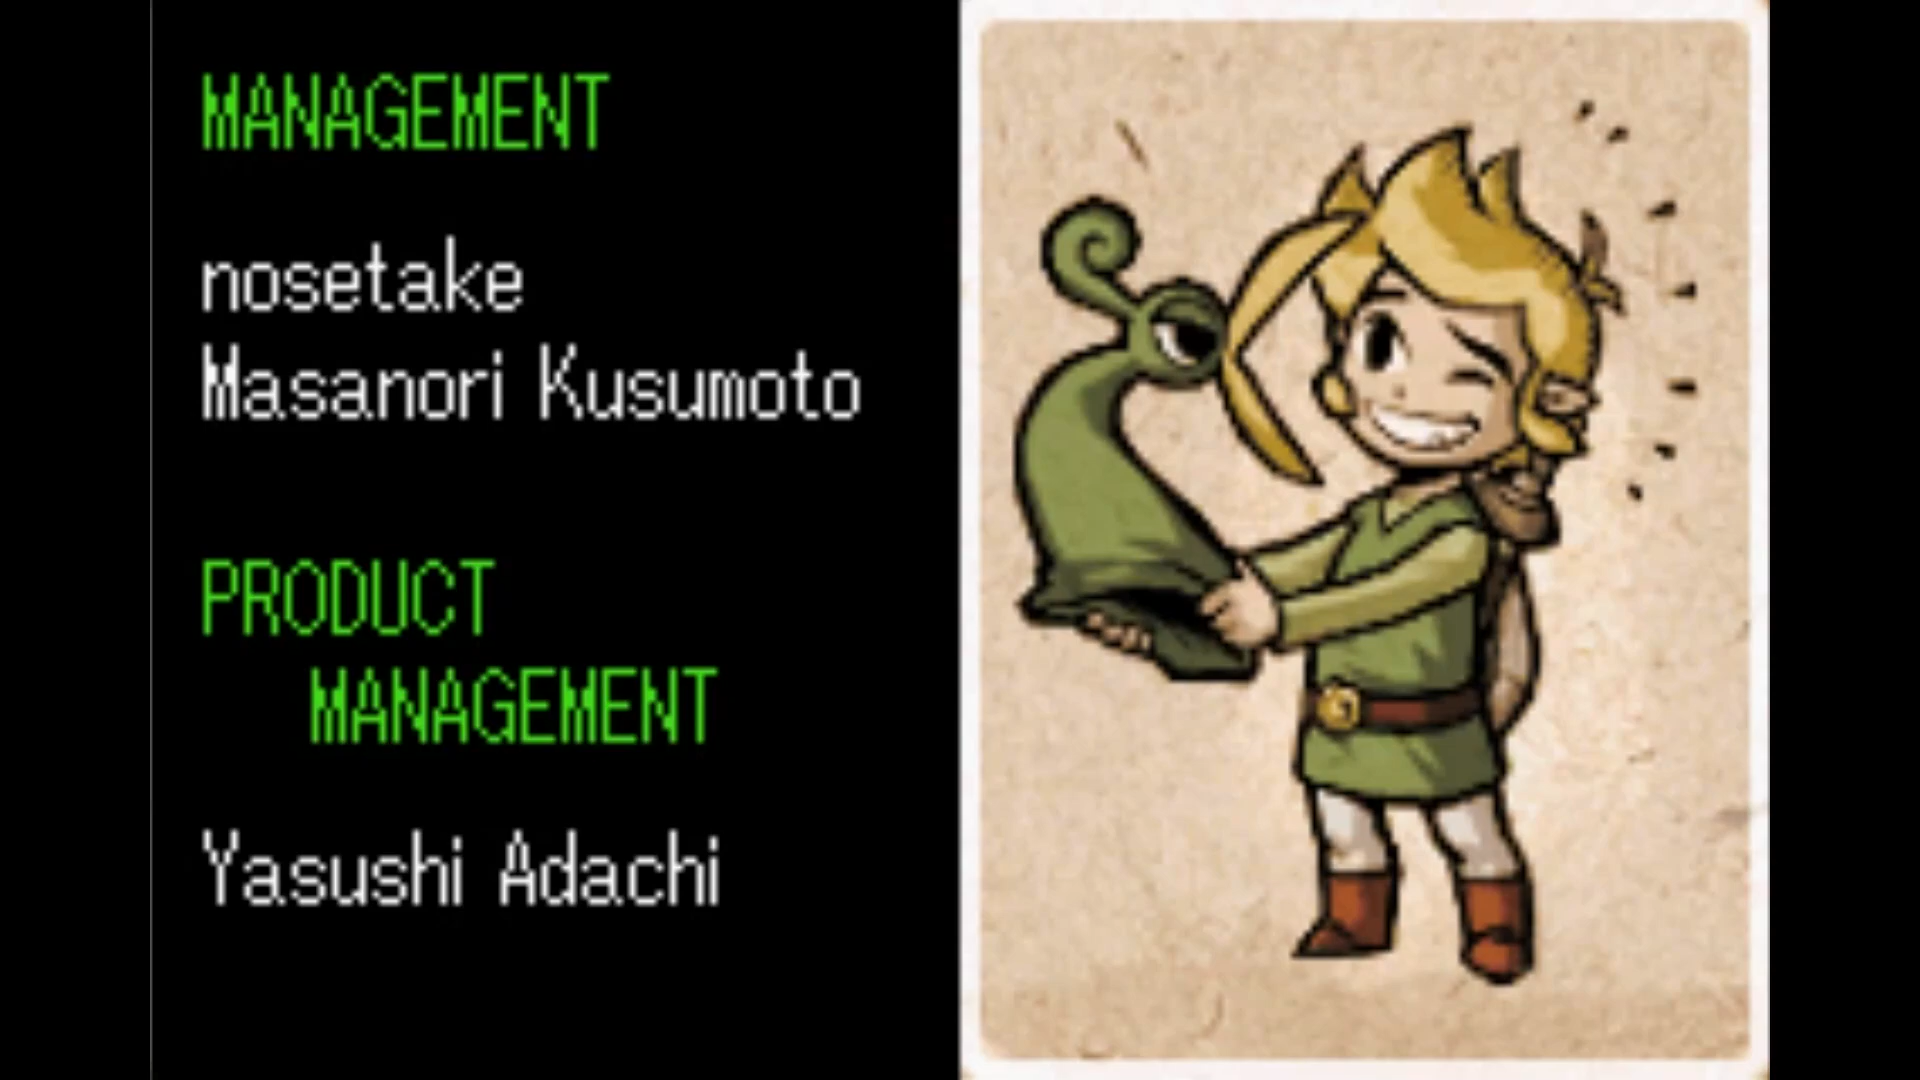 MANAGEMENT
nosetake
Masanori Kusumoto
PRODUCT
MANAGEMENT
Yasushi Adachi